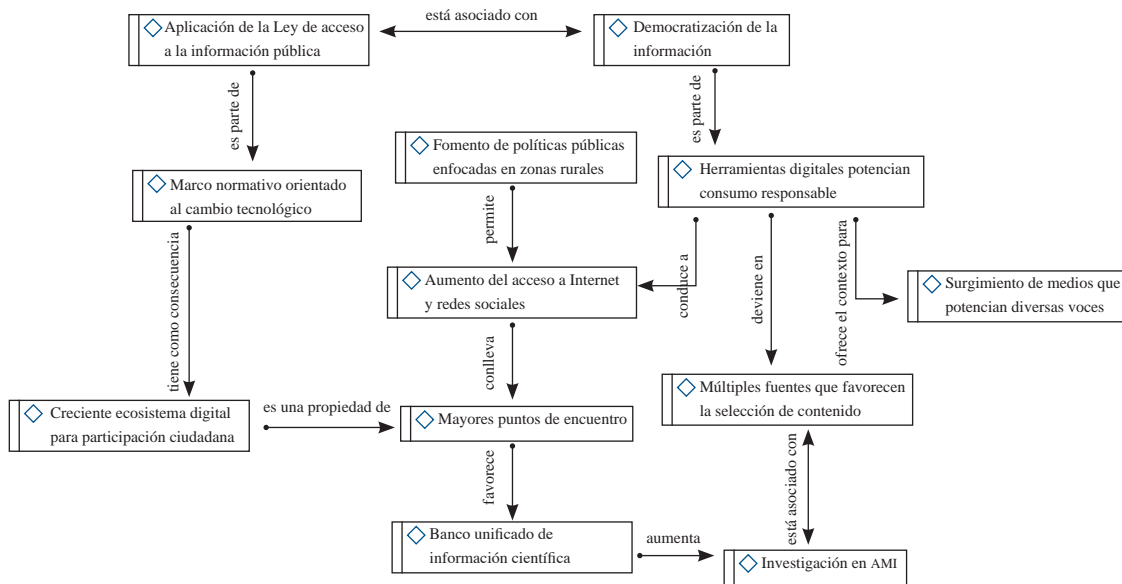 está asociado con
Aplicación de la Ley de acceso
a la información pública
Democratización de la
información
es parte de
es parte de
Fomento de políticas públicas
enfocadas en zonas rurales
Herramientas digitales potencian
consumo responsable
Marco normativo orientado
al cambio tecnológico
permite
tiene como consecuencia
conduce a
deviene en
ofrece el contexto para
Aumento del acceso a Internet
y redes sociales
Surgimiento de medios que
potencian diversas voces
conlleva
Múltiples fuentes que favorecen
la selección de contenido
Creciente ecosistema digital
para participación ciudadana
es una propiedad de
Mayores puntos de encuentro
favorece
está asociado con
Banco unificado de
información científica
aumenta
Investigación en AMI